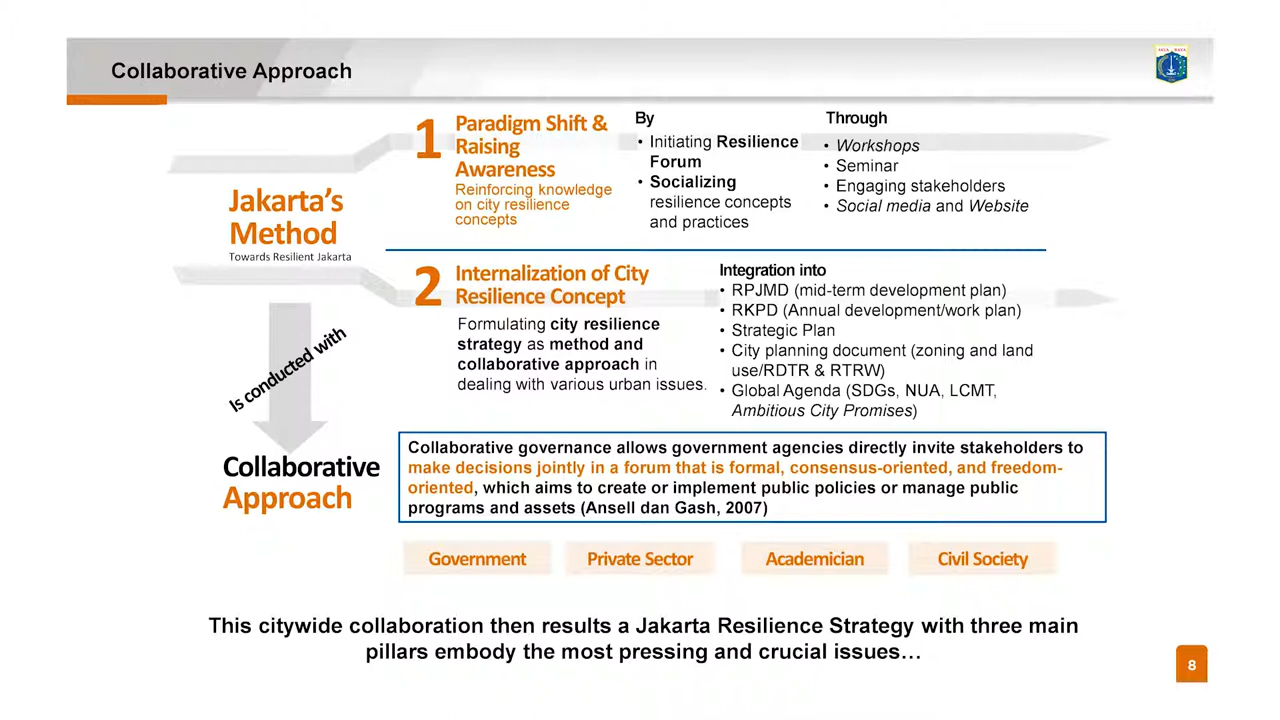 Collaborative Approach
JAYA RAYA
Jakarta's
Method
Towards Resilient Jakarta
1
Paradigm Shift &
Raising
Awareness
Reinforcing knowledge
on city resilience
concepts
By
• Initiating Resilience
Forum
• Socializing
resilience concepts
and practices
Through
• Workshops
• Seminar
• Engaging stakeholders
• Social media and Website
2
Internalization of City
Resilience Concept
Formulating city resilience
strategy as method and
collaborative approach in
dealing with various urban issues.
Integration into
• RPJMD (mid-term development plan)
• RKPD (Annual development/work plan)
• Strategic Plan
• City planning document (zoning and land
use/RDTR & RTRW)
• Global Agenda (SDGs, NUA, LCMT,
Ambitious City Promises)
Is conducted with
Collaborative
Approach
Collaborative governance allows government agencies directly invite stakeholders to
make decisions jointly in a forum that is formal, consensus-oriented, and freedom-
oriented, which aims to create or implement public policies or manage public
programs and assets (Ansell dan Gash, 2007)
Government
Private Sector
Academician
Civil Society
This citywide collaboration then results a Jakarta Resilience Strategy with three main
pillars embody the most pressing and crucial issues…
8